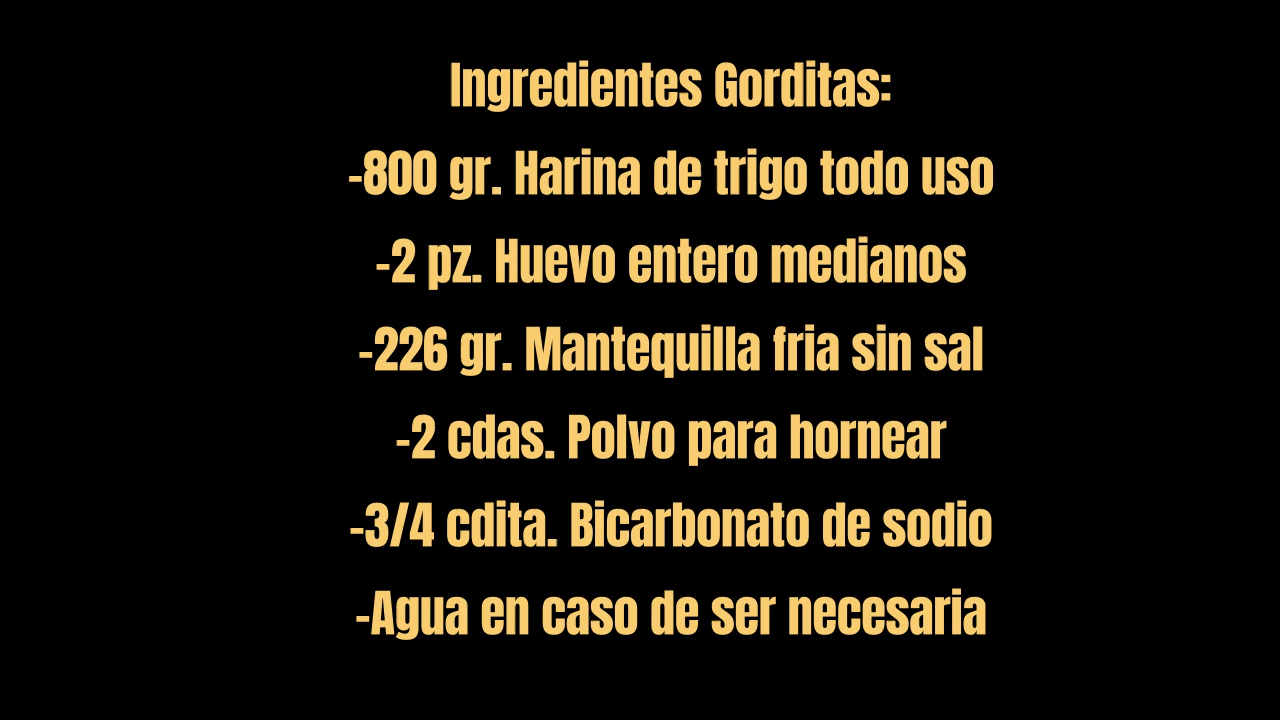 Ingredientes Gorditas:
-800 gr. Harina de trigo todo uso
-2 pz. Huevo entero medianos
-226 gr. Mantequilla fria sin sal
-2 cdas. Polvo para hornear
-3/4 cdita. Bicarbonato de sodio
-Agua en caso de ser necesaria